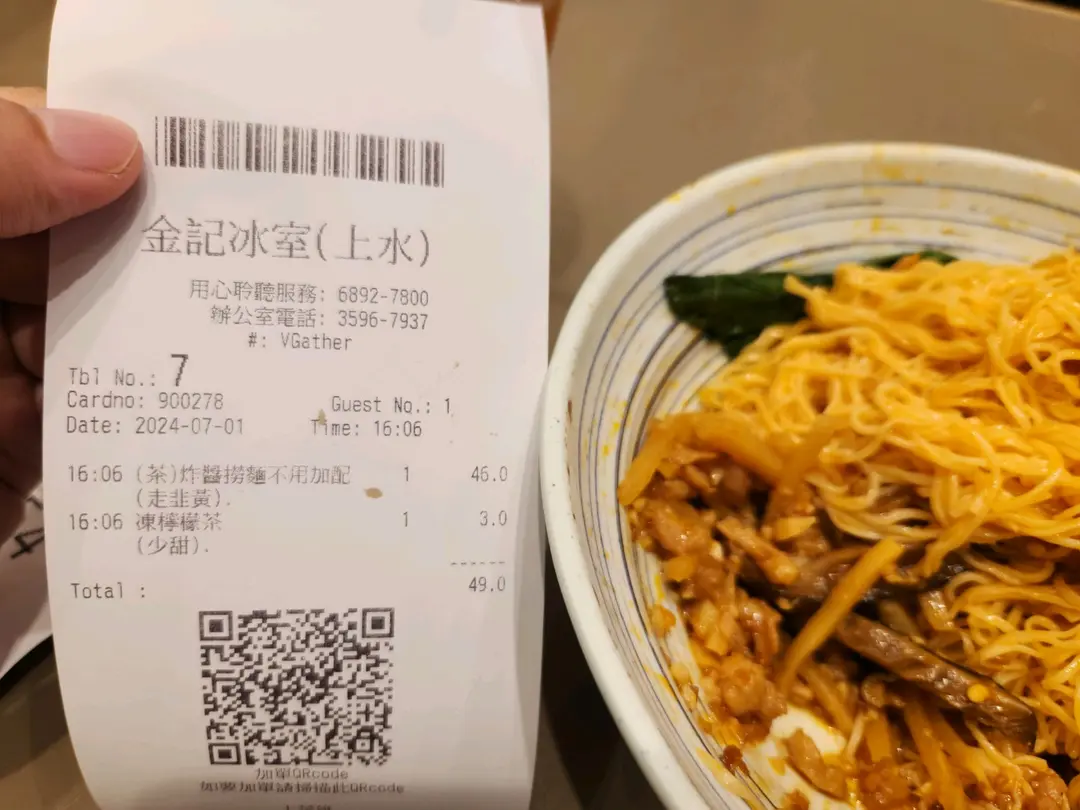 金記冰室(上水)
用心聆聽服務: 6892-7800
辦公室電話: 3596-7937
#: VGather
Tbl No.: 7
Cardno: 900278 Guest No.: 1
Date: 2024-07-01 Time: 16:06
16:06 (茶)炸醬撈麵不用加配 1 46.0
(走韭黃).
16:06 凍檸檬茶 1 3.0
(少甜).
------
Total : 49.0
加單QRcode
如要加單請掃描此QRcode
4